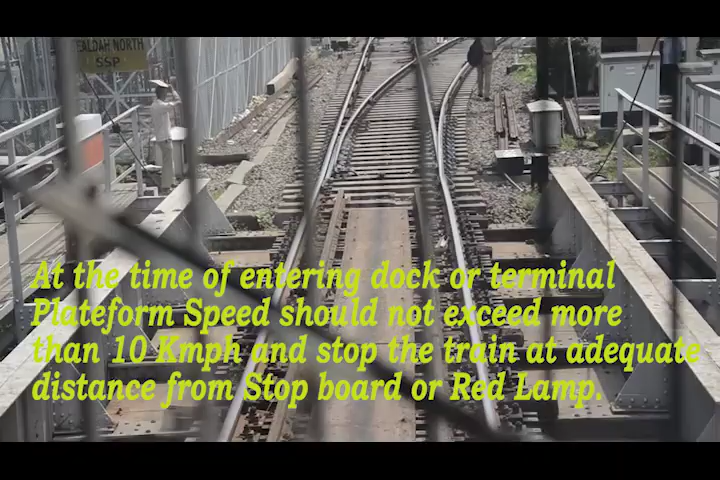 EALDAH NORTH
SSP
At the time of entering dock or terminal
Plateform Speed should not exceed more
than 10 Kmph and stop the train at adequate
distance from Stop board or Red Lamp.